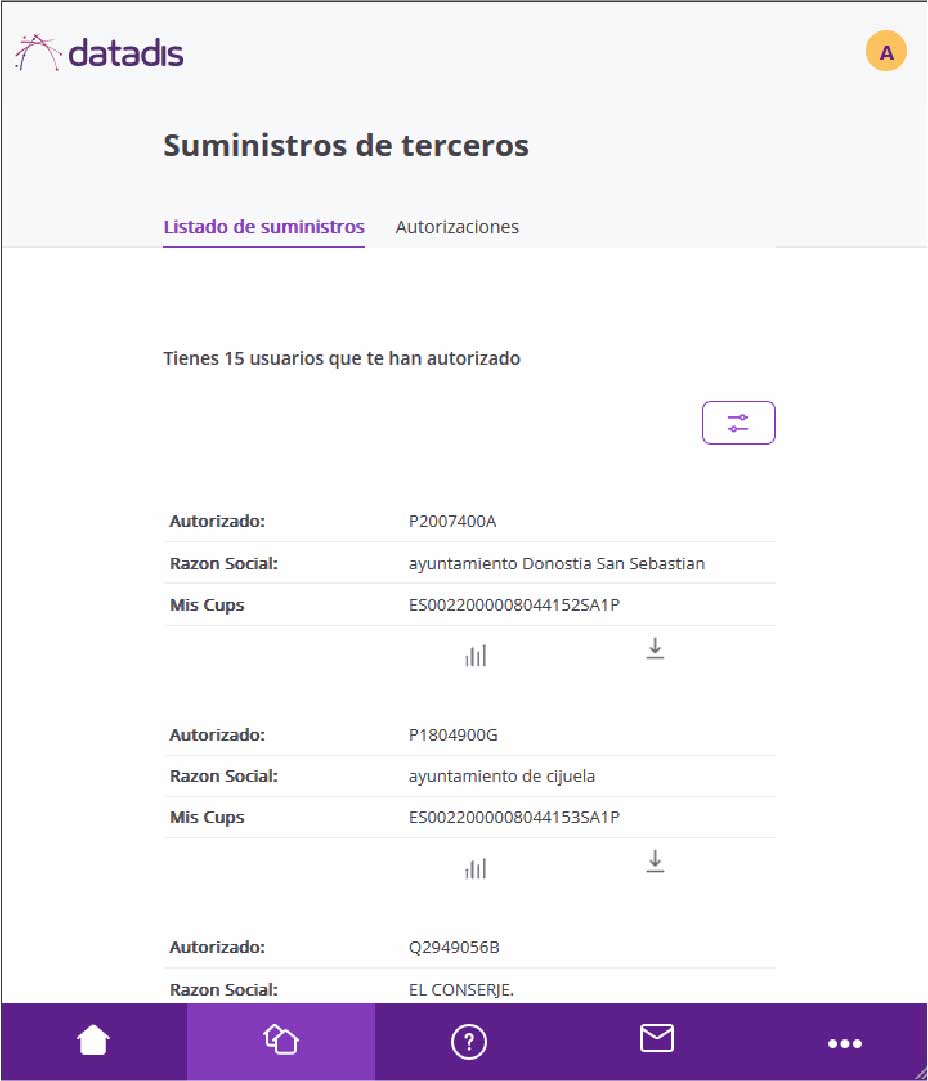 datadis
A
Suministros de terceros
Listado de suministros Autorizaciones
Tienes 15 usuarios que te han autorizado
Autorizado: P2007400A
Razon Social: ayuntamiento Donostia San Sebastian
Mis Cups ES0022000008044152SA1P
Autorizado: P1804900G
Razon Social: ayuntamiento de cijuela
Mis Cups ES0022000008044153SA1P
Autorizado: Q2949056B
Razon Social: EL CONSERJE.
?